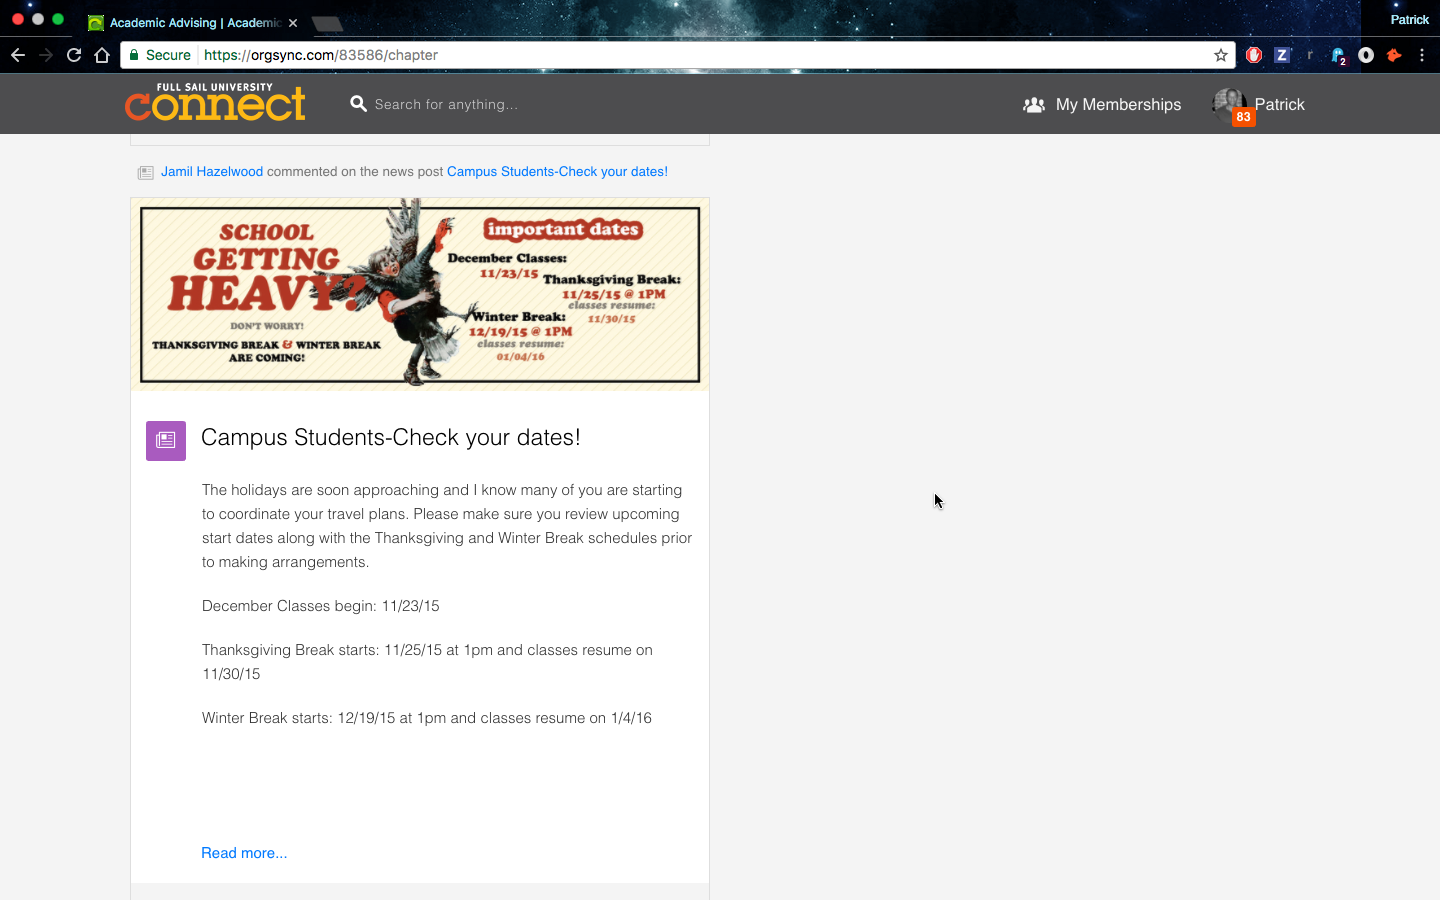 Academic Advising | Academic
Patrick
Secure
https://orgsync.com/83586/chapter
Z
r
2
FULL SAIL UNIVERSITY
connect
Search for anything...
My Memberships
Patrick
83
Jamil Hazelwood commented on the news post Campus Students-Check your dates!
SCHOOL
GETTING
HEAVY?
DON'T WORRY!
THANKSGIVING BREAK & WINTER BREAK
ARE COMING!
important dates
December Classes:
11/23/15
Thanksgiving Break:
11/25/15 @ 1PM
classes resume:
11/30/15
Winter Break:
12/19/15 @ 1PM
classes resume:
01/04/16
Campus Students-Check your dates!
The holidays are soon approaching and I know many of you are starting
to coordinate your travel plans. Please make sure you review upcoming
start dates along with the Thanksgiving and Winter Break schedules prior
to making arrangements.
December Classes begin: 11/23/15
Thanksgiving Break starts: 11/25/15 at 1pm and classes resume on
11/30/15
Winter Break starts: 12/19/15 at 1pm and classes resume on 1/4/16
Read more...